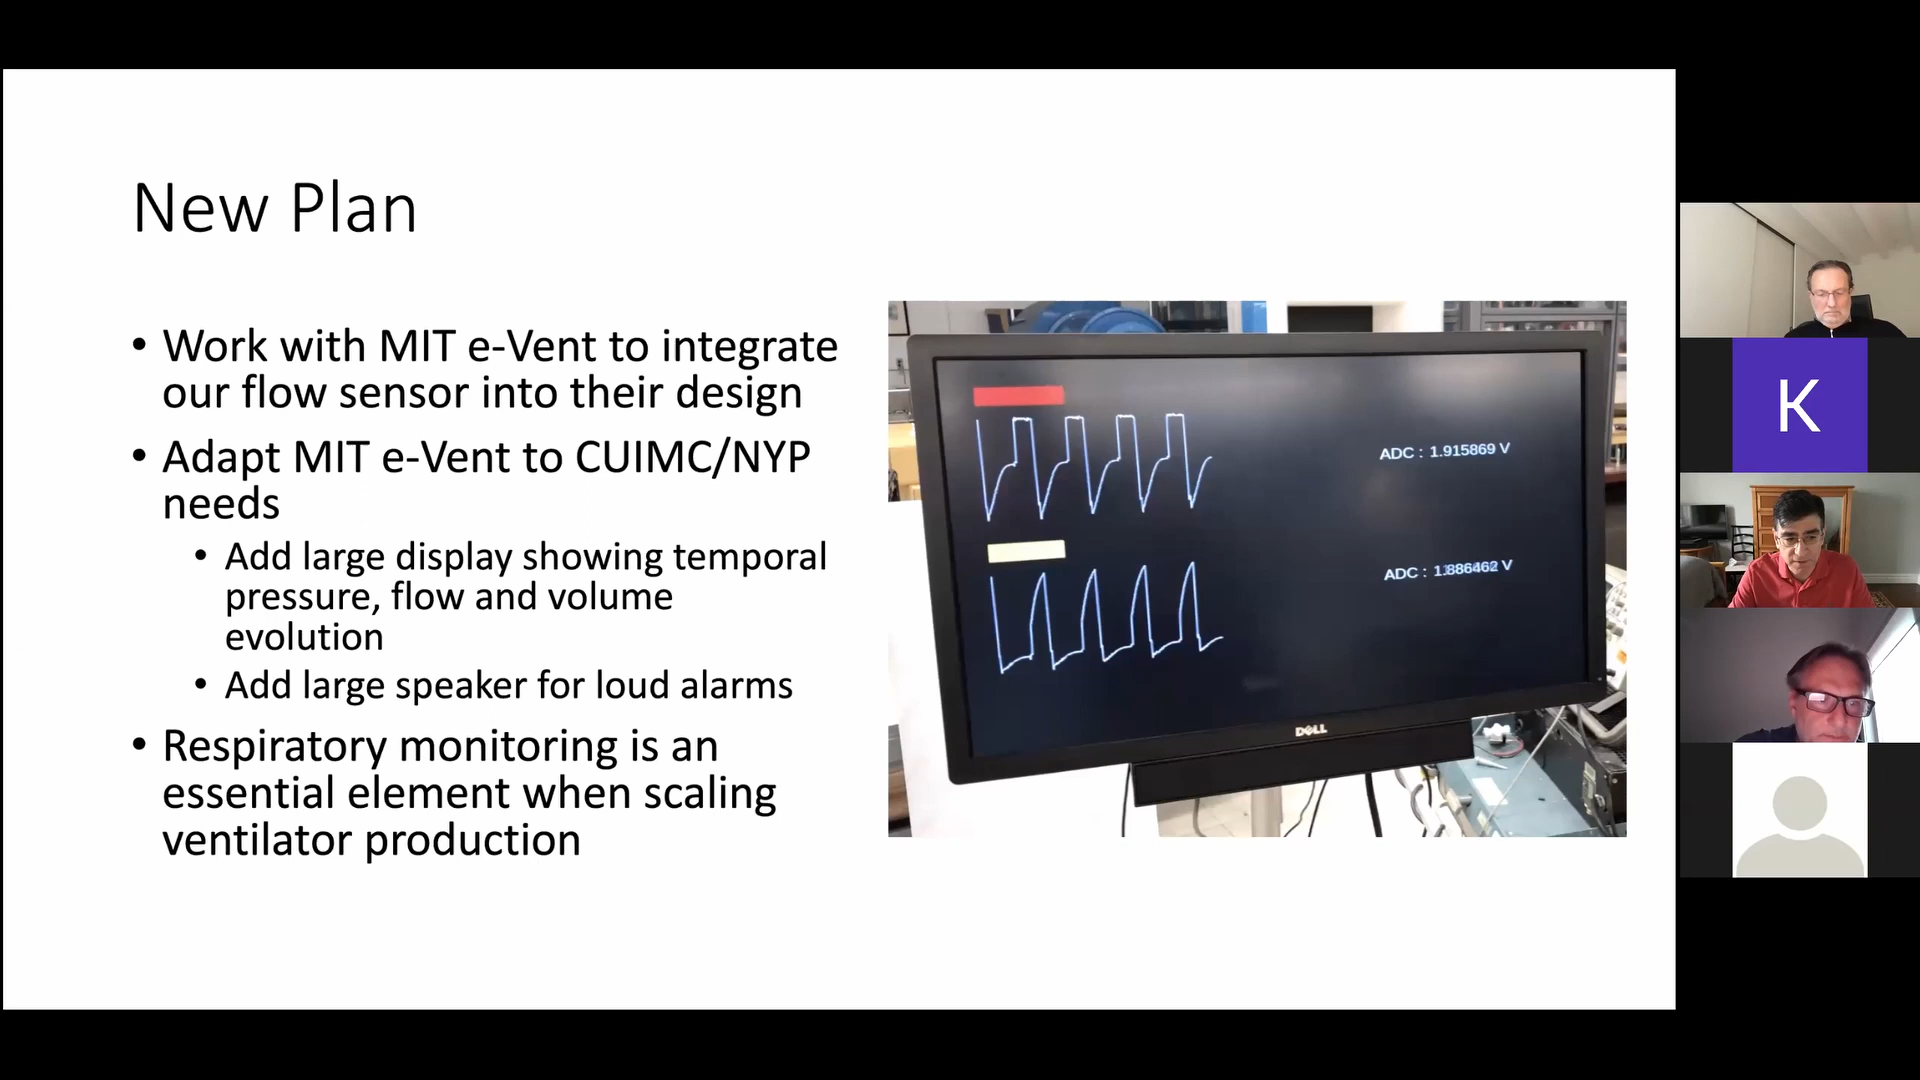 New Plan
• Work with MIT e-Vent to integrate
our flow sensor into their design
• Adapt MIT e-Vent to CUIMC/NYP
needs
• Add large display showing temporal
pressure, flow and volume
evolution
• Add large speaker for loud alarms
• Respiratory monitoring is an
essential element when scaling
ventilator production
ADC : 1.915869 V
ADC :
V
DELL
K